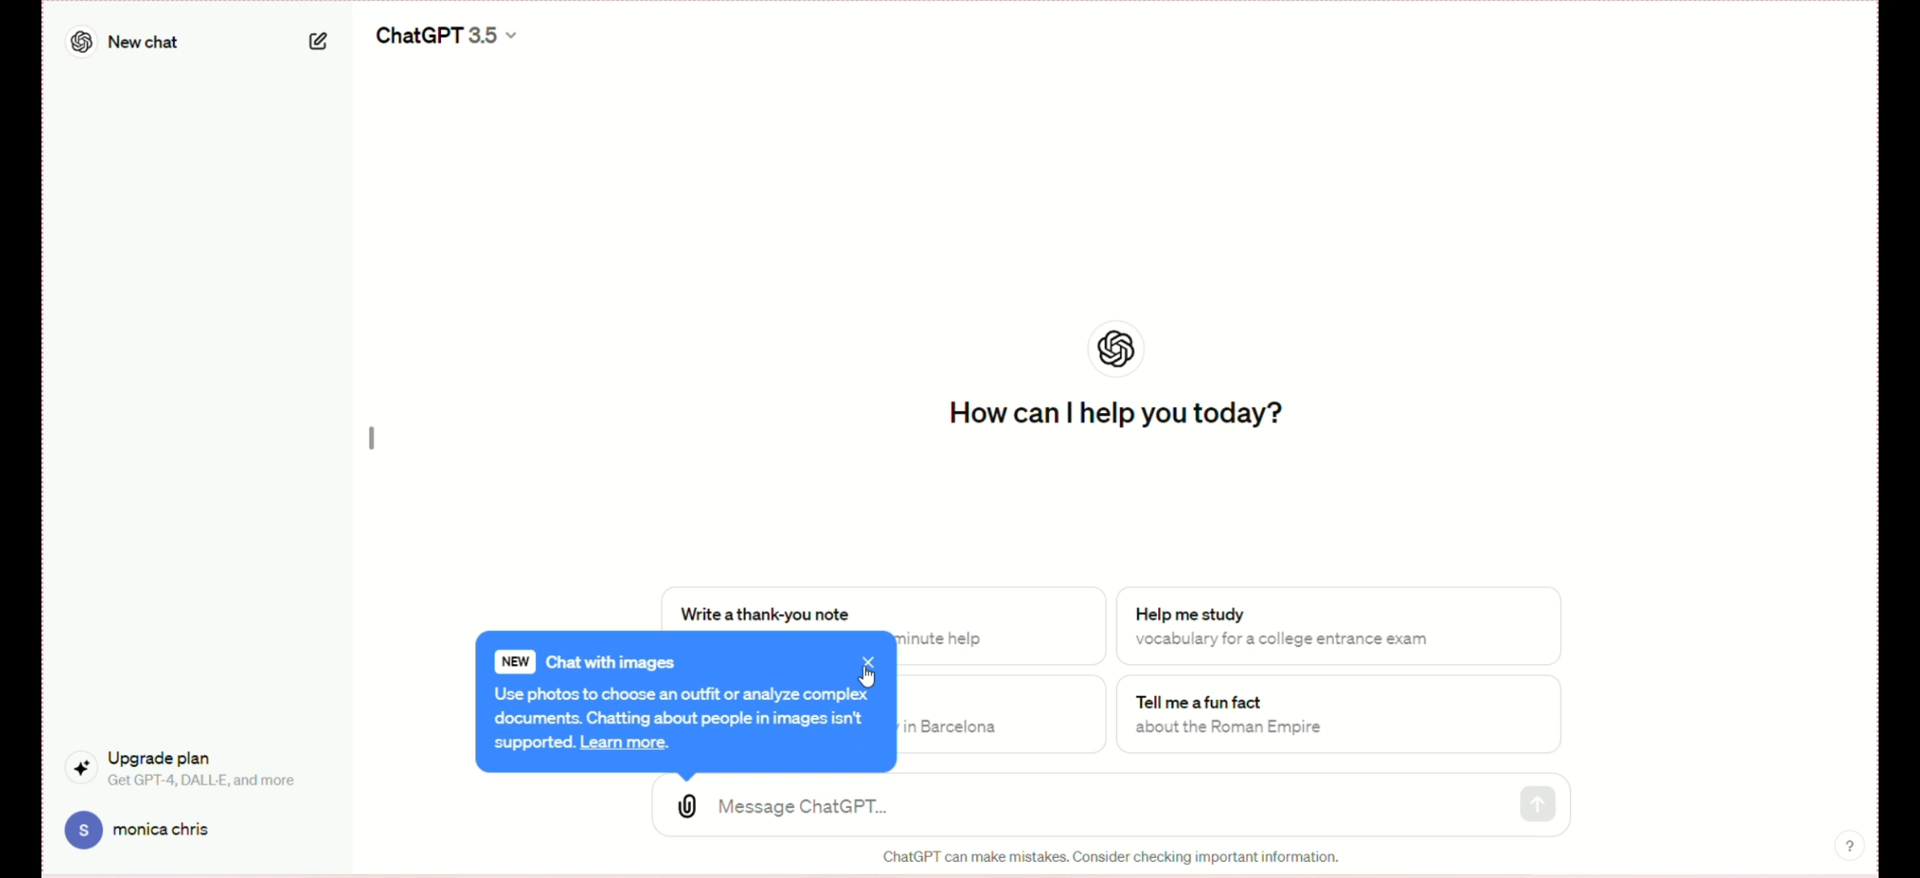 New chat
ChatGPT 3.5
How can I help you today?
Write a thank-you note
minute help
Help me study
vocabulary for a college entrance exam
NEW Chat with images
Use photos to choose an outfit or analyze complex
documents. Chatting about people in images isn't
supported. Learn more.
in Barcelona
Tell me a fun fact
about the Roman Empire
Upgrade plan
Get GPT-4, DALL·E, and more
S monica chris
Message ChatGPT...
ChatGPT can make mistakes. Consider checking important information.
?